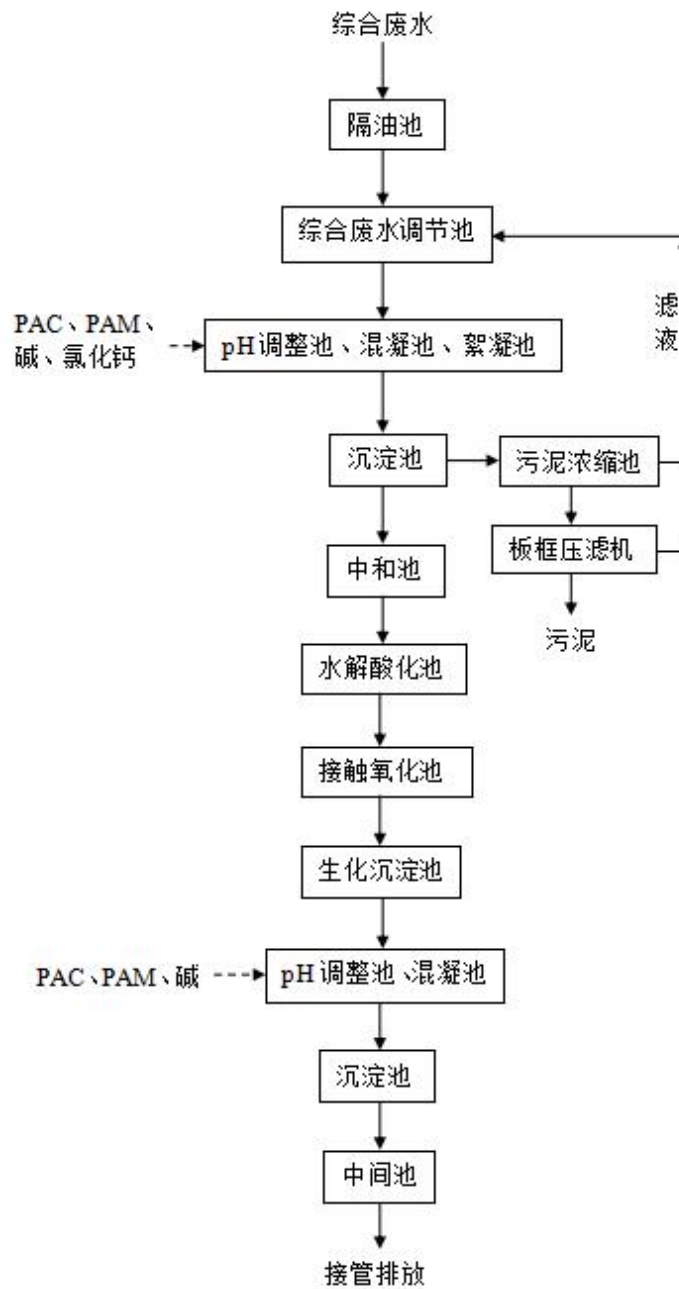 综合废水
隔油池
综合废水调节池
滤
液
PAC、PAM、
碱、氯化钙
pH调整池、混凝池、絮凝池
沉淀池
污泥浓缩池
板框压滤机
中和池
污泥
水解酸化池
接触氧化池
生化沉淀池
PAC、PAM、碱
pH调整池、混凝池
沉淀池
中间池
接管排放